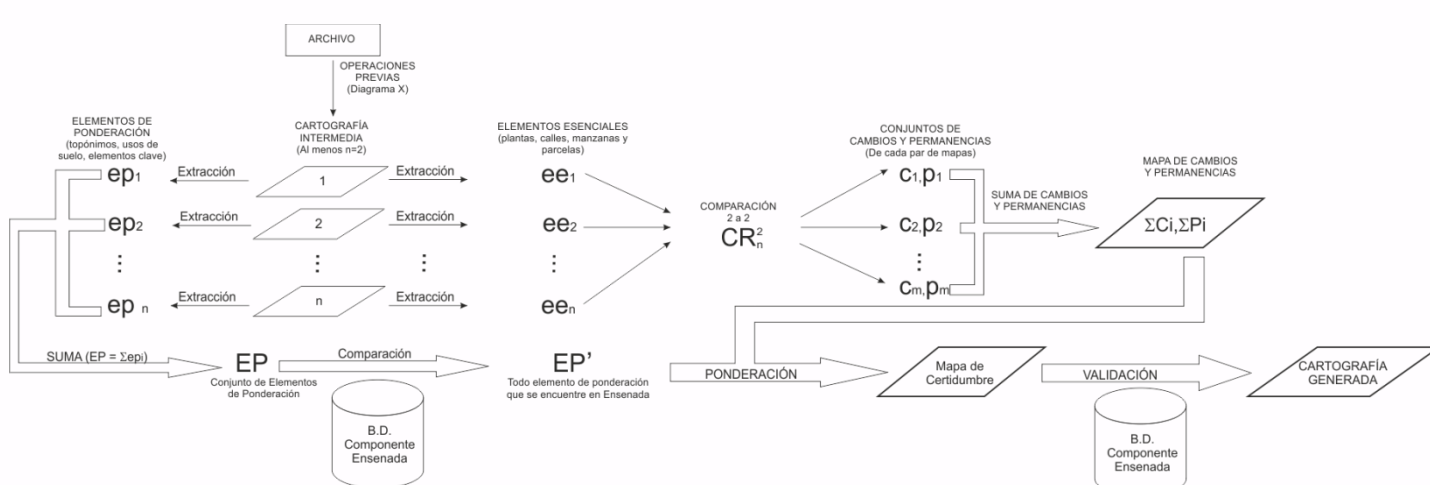 ARCHIVO
OPERACIONES
PREVIAS
(Diagrama X)
ELEMENTOS DE
PONDERACIÓN
(topónimos, usos de
suelo, elementos clave)
CARTOGRAFÍA
INTERMEDIA
(Al menos n=2)
ELEMENTOS ESENCIALES
(plantas, calles, manzanas y
parcelas)
CONJUNTOS DE
CAMBIOS Y PERMANENCIAS
(De cada par de mapas)
MAPA DE CAMBIOS
Y PERMANENCIAS
ep1 Extracción 1 Extracción ee1
c1,p1
SUMA DE CAMBIOS
Y PERMANENCIAS
ep2 Extracción 2 Extracción ee2
COMPARACIÓN
2 a 2
CR²n
c2,p2
ΣCi,ΣPi
⋮ ⋮ ⋮ ⋮ ⋮ ⋮
ep n Extracción n Extracción een
cm,pm
SUMA (EP = Σepi)
EP
Conjunto de Elementos
de Ponderación
Comparación
EP’
Todo elemento de ponderación
que se encuentre en Ensenada
PONDERACIÓN
Mapa de
Certidumbre
VALIDACIÓN
CARTOGRAFÍA
GENERADA
B.D.
Componente
Ensenada
B.D.
Componente
Ensenada